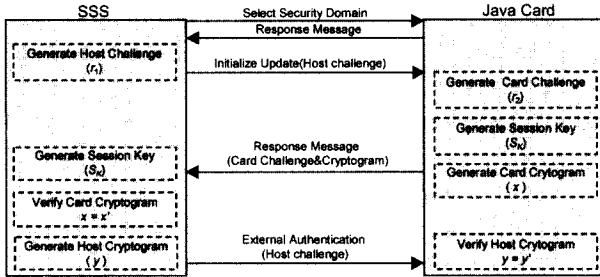 SSS
Java Card
Select Security Domain
Response Message
Generate Host Challenge
(r1)
Initialize Update(Host challenge)
Generate Card Challenge
(r2)
Generate Session Key
(SK)
Response Message
(Card Challenge&Cryptogram)
Generate Session Key
(SK)
Generate Card Crytogram
( x )
Verify Card Cryptogram
x = x'
Generate Host Cryptogram
( y )
External Authentication
(Host challenge)
Verify Host Crytogram
y = y'